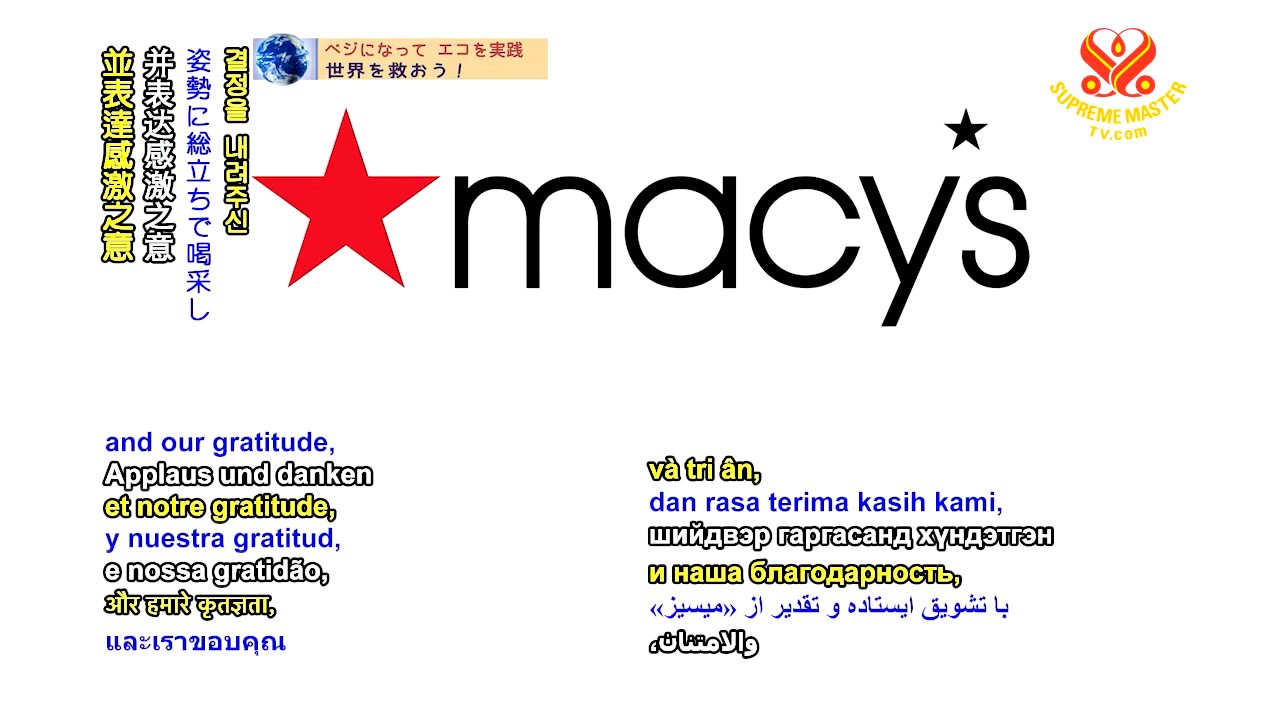 並表達感激之意
并表达感激之意
姿勢に総立ちで喝采し
결정을 내려주신
ベジになって エコを実践
世界を救おう！
SUPREME MASTER
TV.com
macy's
and our gratitude,
Applaus und danken
et notre gratitude,
y nuestra gratitud,
e nossa gratidão,
और हमारे कृतज्ञता,
และเราขอบคุณ
và tri ân,
dan rasa terima kasih kami,
шийдвэр гаргасанд хүндэтгэн
и наша благодарность,
با تشویق ایستاده و تقدیر از «میسیز»
والامتنان،